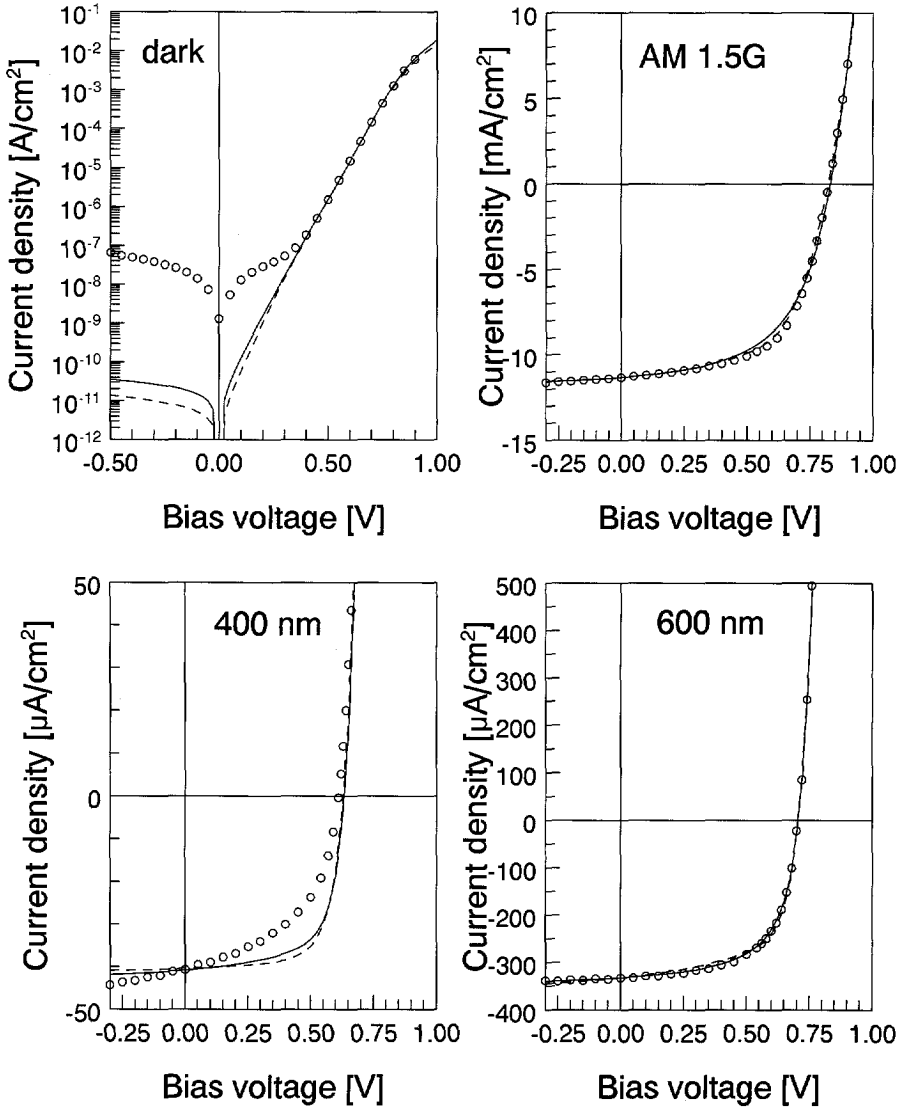 dark
Current density [A/cm²]
10⁻¹
10⁻²
10⁻³
10⁻⁴
10⁻⁵
10⁻⁶
10⁻⁷
10⁻⁸
10⁻⁹
10⁻¹⁰
10⁻¹¹
10⁻¹²
-0.50 0.00 0.50 1.00
Bias voltage [V]
AM 1.5G
Current density [mA/cm²]
10
5
0
-5
-10
-15
-0.25 0.00 0.25 0.50 0.75 1.00
Bias voltage [V]
400 nm
Current density [µA/cm²]
50
0
-50
-0.25 0.00 0.25 0.50 0.75 1.00
Bias voltage [V]
600 nm
Current density [µA/cm²]
500
400
300
200
100
0
-100
-200
-300
-400
-0.25 0.00 0.25 0.50 0.75 1.00
Bias voltage [V]